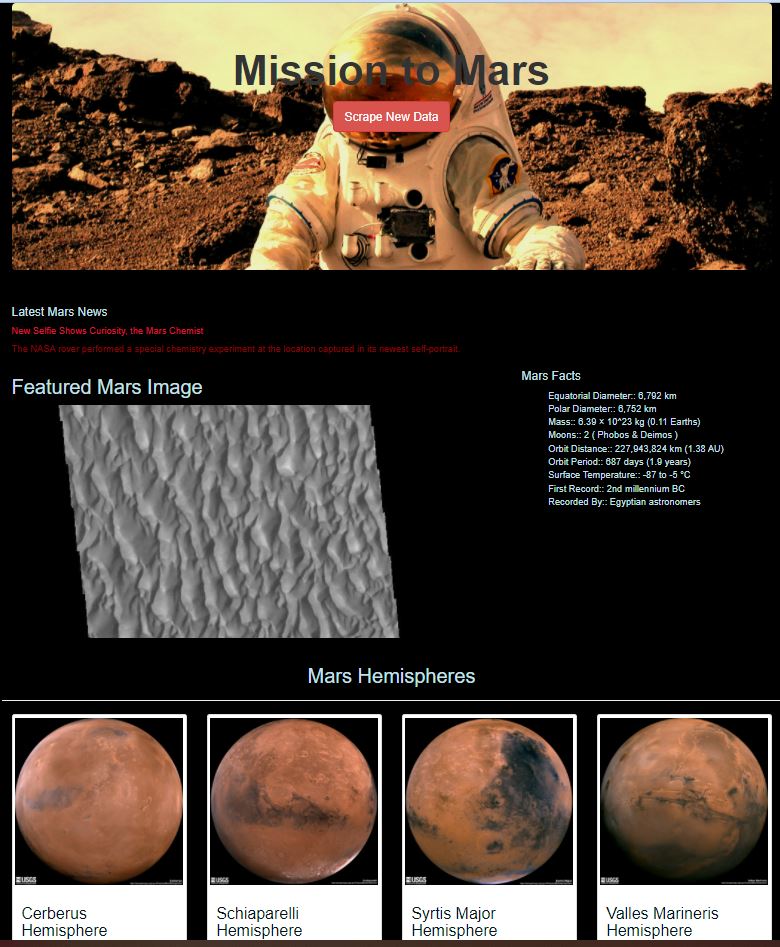 Mission to Mars
Scrape New Data
Latest Mars News
New Selfie Shows Curiosity, the Mars Chemist
The NASA rover performed a special chemistry experiment at the location captured in its newest self-portrait.
Featured Mars Image
Mars Facts
Equatorial Diameter:: 6,792 km
Polar Diameter:: 6,752 km
Mass:: 6.39 × 10^23 kg (0.11 Earths)
Moons:: 2 ( Phobos & Deimos )
Orbit Distance:: 227,943,824 km (1.38 AU)
Orbit Period:: 687 days (1.9 years)
Surface Temperature:: -87 to -5 °C
First Record:: 2nd millennium BC
Recorded By:: Egyptian astronomers
Mars Hemispheres
USGS
USGS
USGS
USGS
Cerberus
Hemisphere
Schiaparelli
Hemisphere
Syrtis Major
Hemisphere
Valles Marineris
Hemisphere